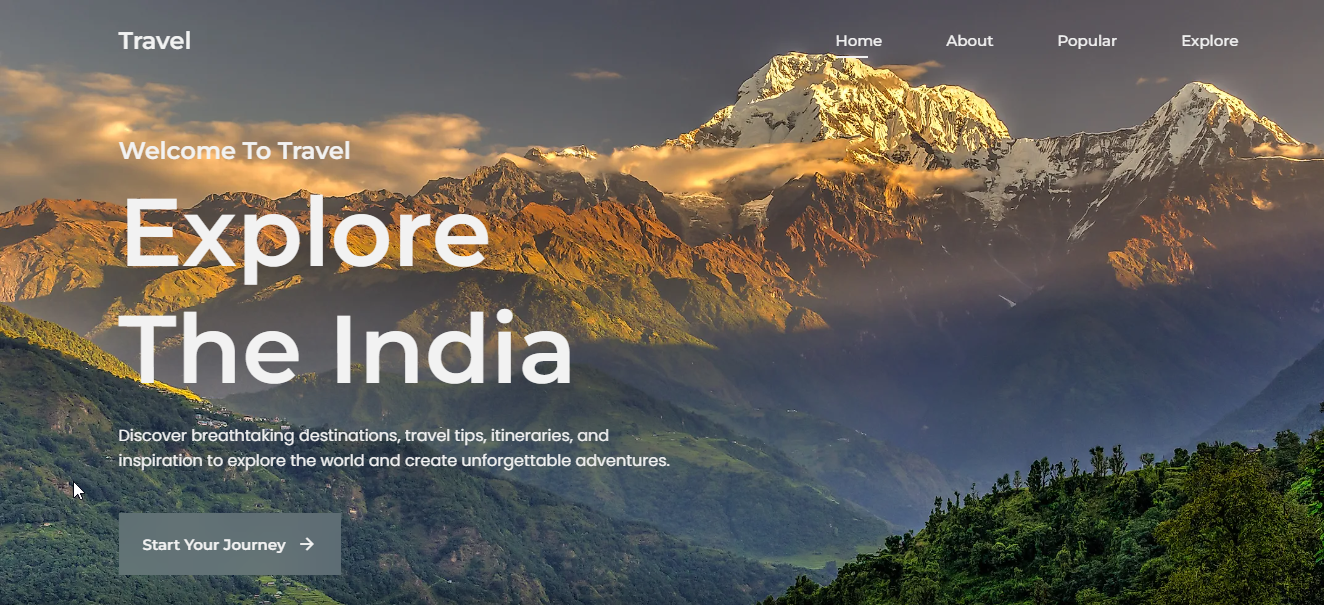 Travel
Home About Popular Explore
Welcome To Travel
Explore
The India
Discover breathtaking destinations, travel tips, itineraries, and
inspiration to explore the world and create unforgettable adventures.
Start Your Journey →